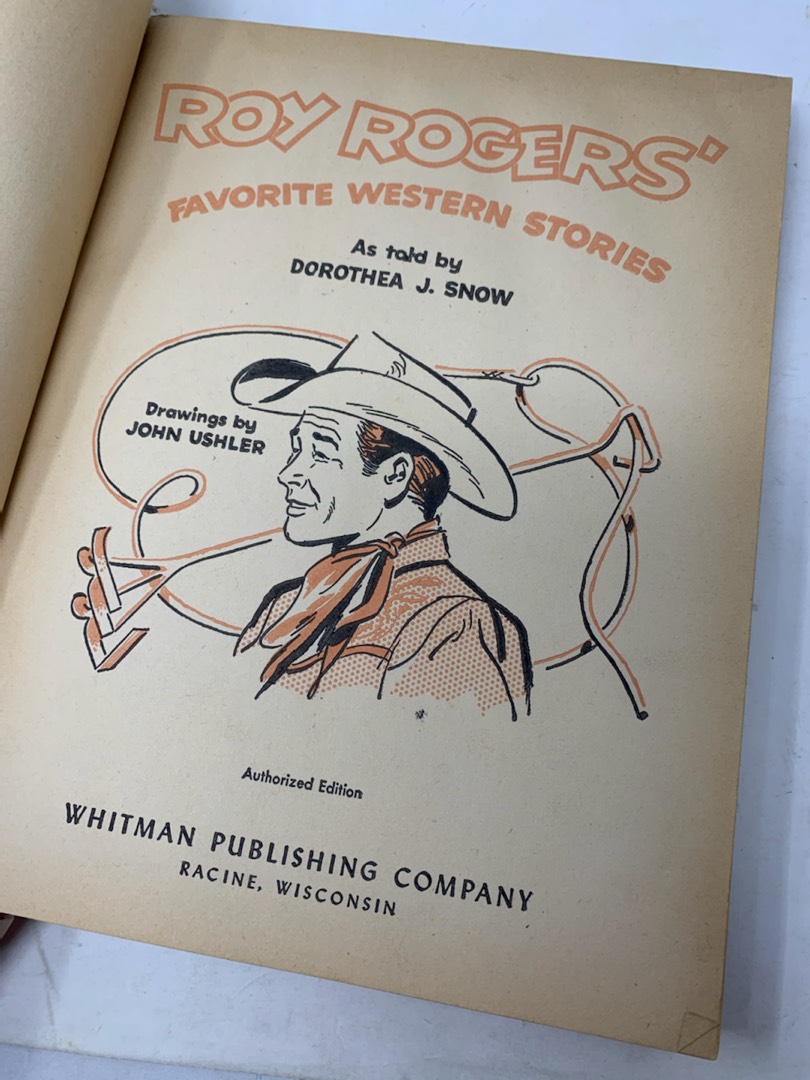 ROY ROGERS'
FAVORITE WESTERN STORIES
As told by
DOROTHEA J. SNOW
Drawings by
JOHN USHLER
Authorized Edition
WHITMAN PUBLISHING COMPANY
RACINE, WISCONSIN